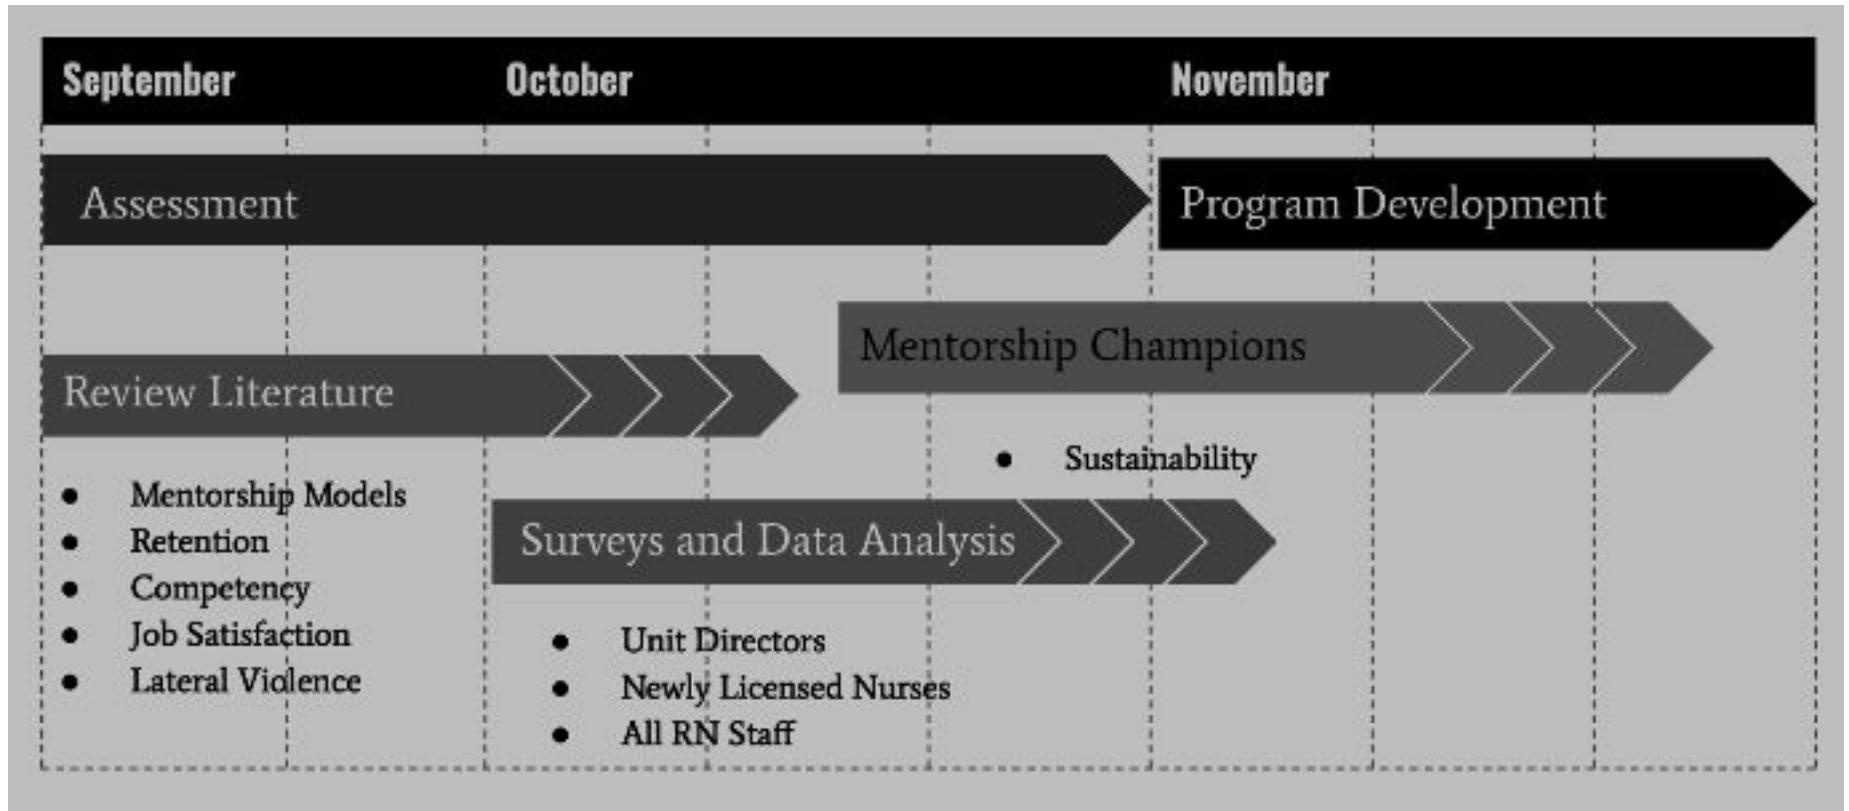 September
October
November
Assessment
Program Development
Mentorship Champions
Review Literature
● Sustainability
● Mentorship Models
● Retention
● Competency
● Job Satisfaction
● Lateral Violence
Surveys and Data Analysis
● Unit Directors
● Newly Licensed Nurses
● All RN Staff